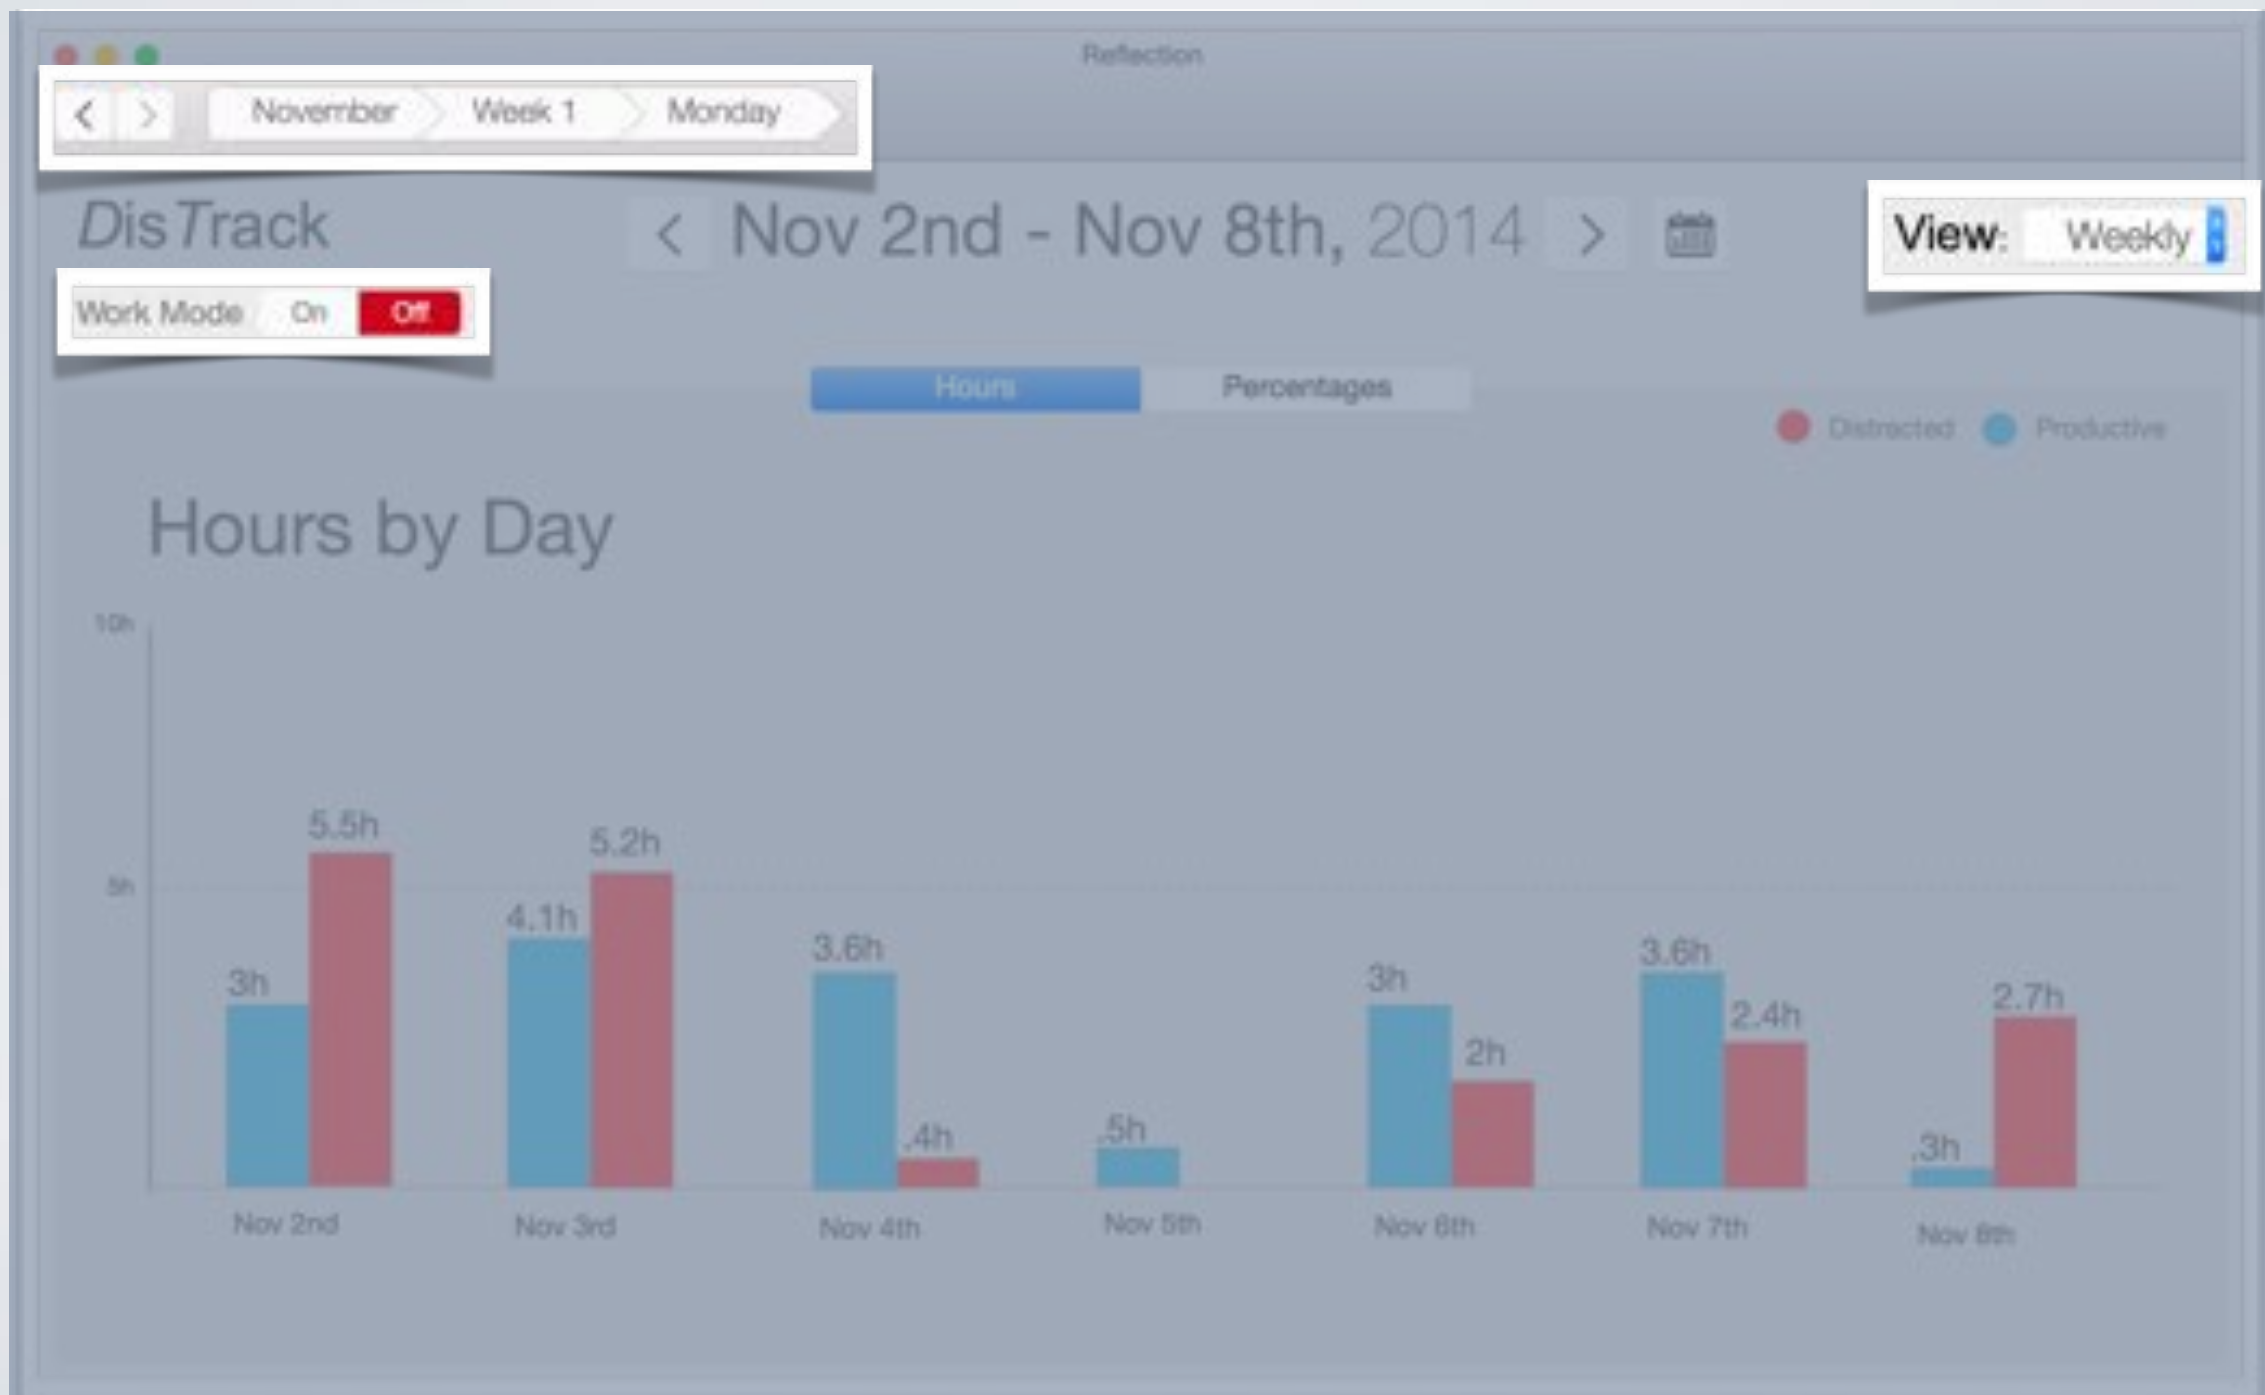 Reflection
November Week 1 Monday
DisTrack
Nov 2nd - Nov 8th, 2014
View: Weekly
Work Mode On Off
Hours Percentages
Distracted Productive
Hours by Day
10h
5h
3h 5.5h
4.1h 5.2h
3.6h .4h
.5h
3h 2h
3.6h 2.4h
.3h 2.7h
Nov 2nd Nov 3rd Nov 4th Nov 5th Nov 6th Nov 7th Nov 8th